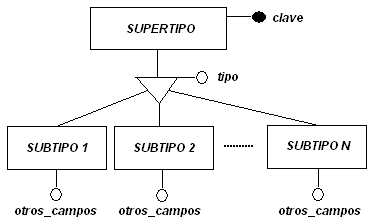 SUPERTIPO
clave
tipo
SUBTIPO 1
SUBTIPO 2
SUBTIPO N
otros_campos
otros_campos
otros_campos